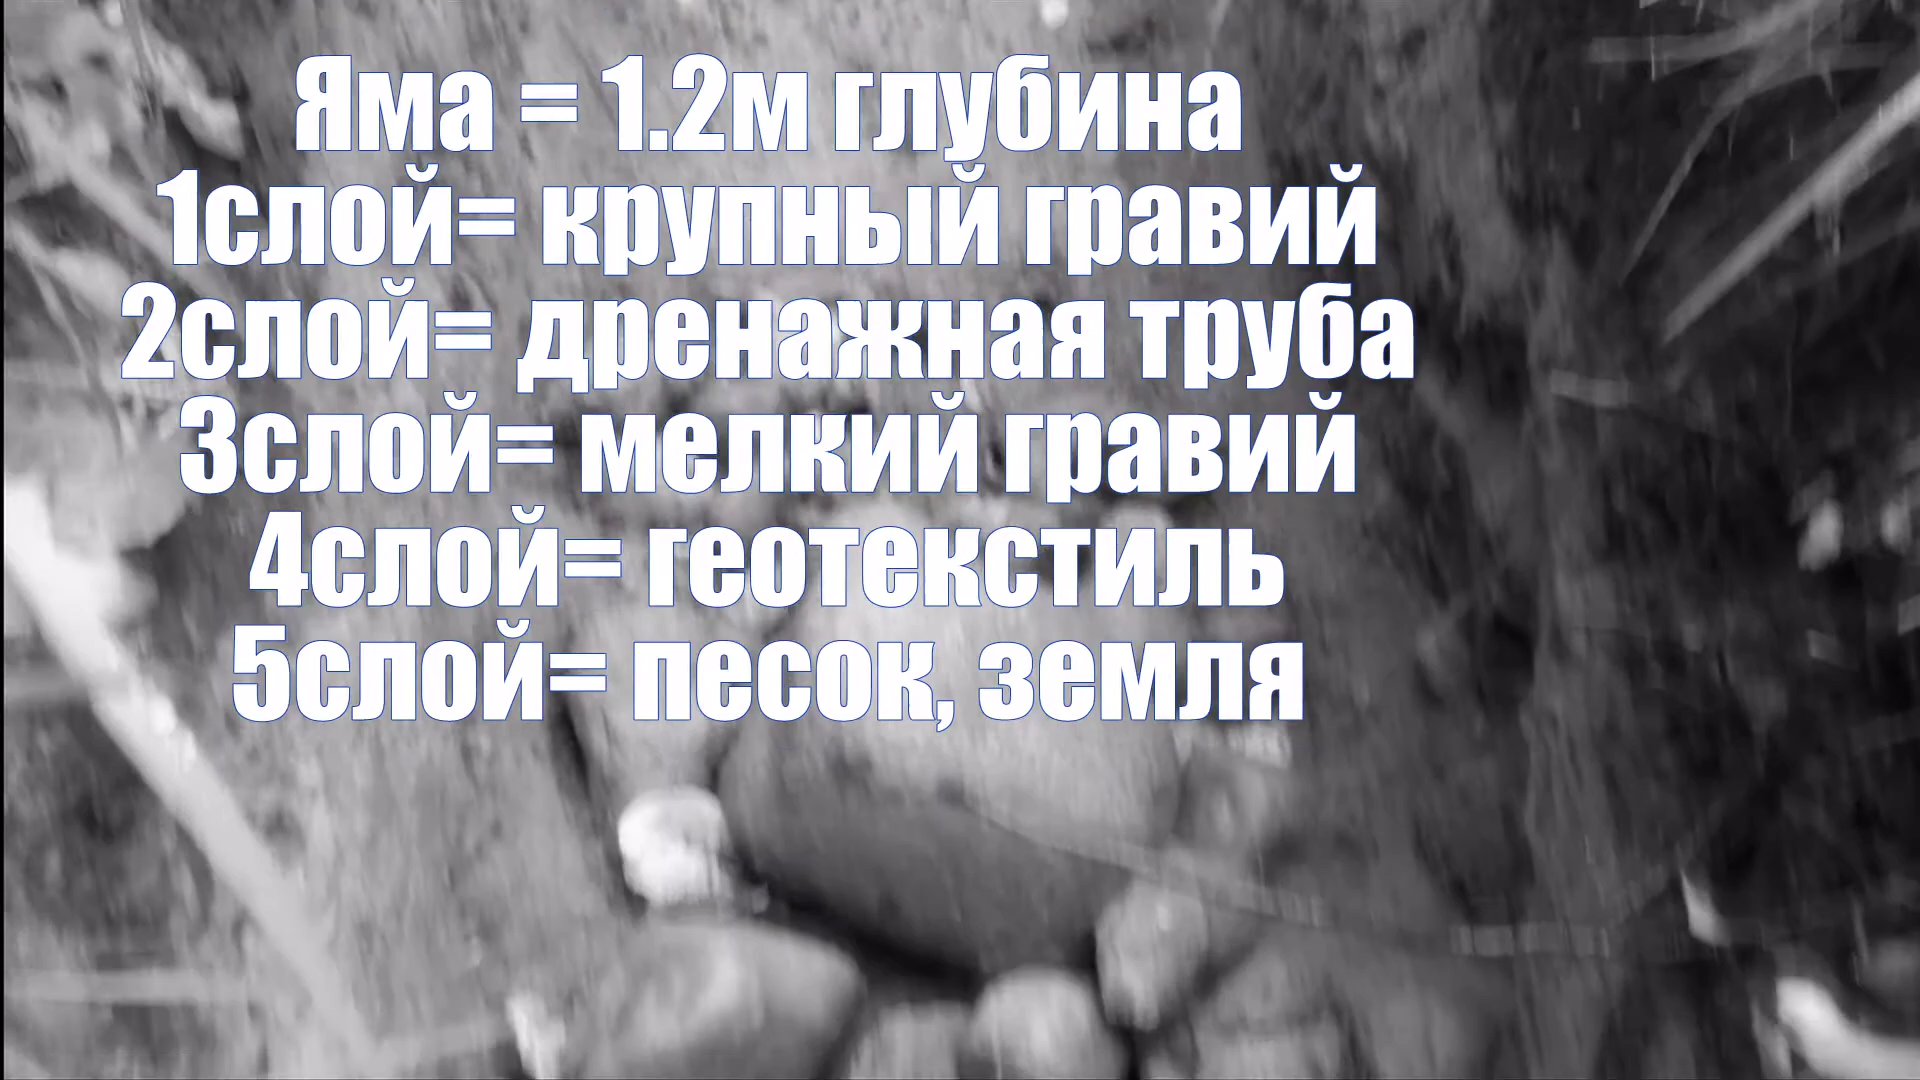 Яма = 1.2м глубина
1слой= крупный гравий
2слой= дренажная труба
3слой= мелкий гравий
4слой= геотекстиль
5слой= песок, земля